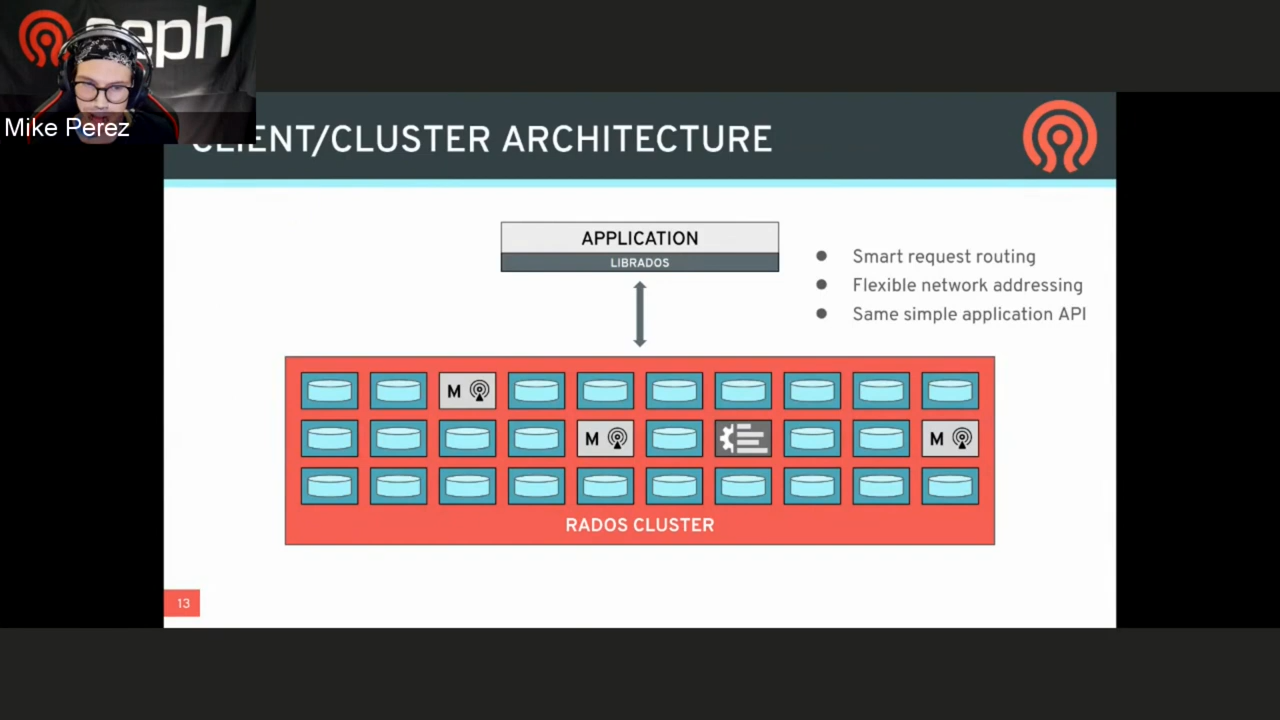 ceph
Mike Perez
CLIENT/CLUSTER ARCHITECTURE
APPLICATION
LIBRADOS
Smart request routing
Flexible network addressing
Same simple application API
M
M
M
RADOS CLUSTER
13